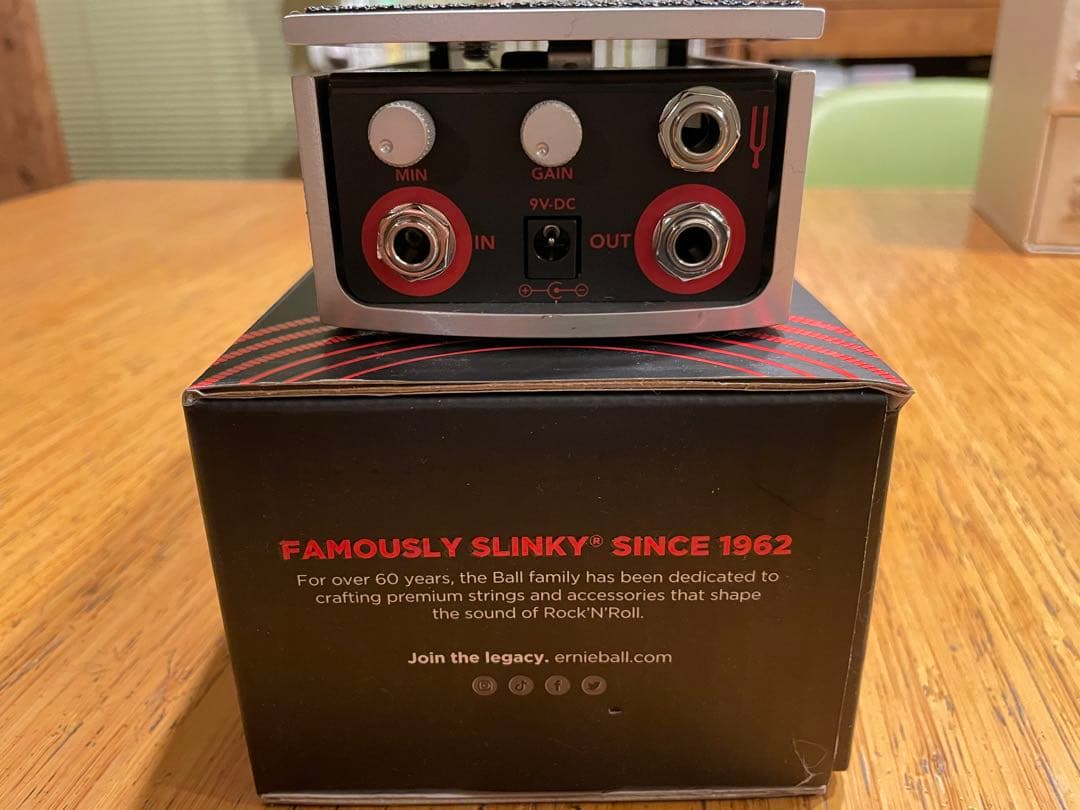 MIN
GAIN
9V-DC
IN
OUT
FAMOUSLY SLINKY® SINCE 1962
For over 60 years, the Ball family has been dedicated to
crafting premium strings and accessories that shape
the sound of Rock'N'Roll.
Join the legacy. ernieball.com